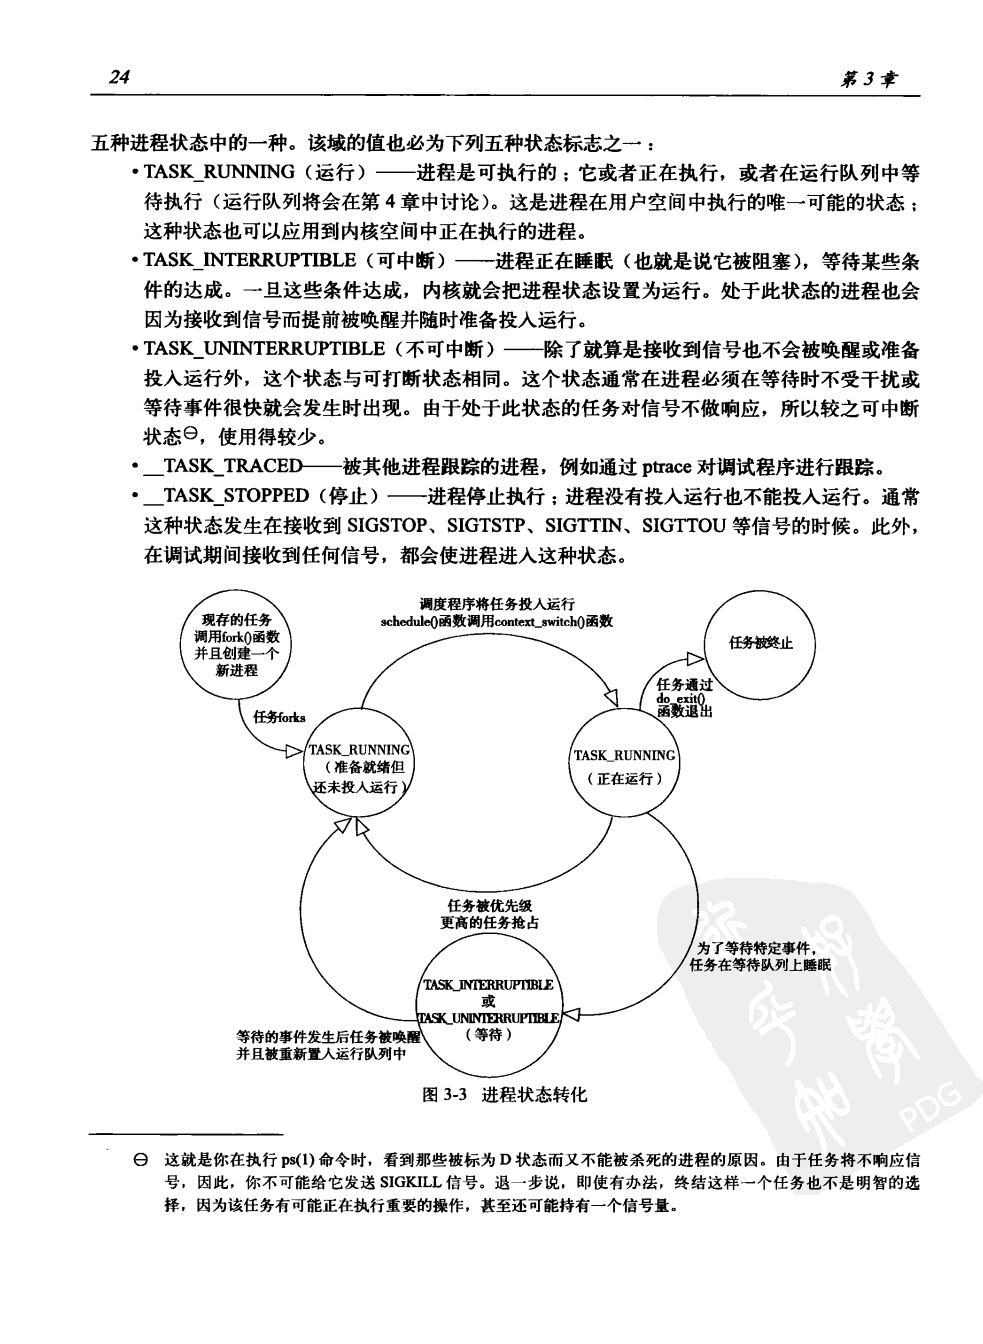 24
第3章
五种进程状态中的一种。该域的值也必为下列五种状态标志之一：
•TASK_RUNNING（运行）——进程是可执行的；它或者正在执行，或者在运行队列中等
待执行（运行队列将会在第4章中讨论）。这是进程在用户空间中执行的唯一可能的状态；
这种状态也可以应用到内核空间中正在执行的进程。
•TASK_INTERRUPTIBLE（可中断）——进程正在睡眠（也就是说它被阻塞），等待某些条
件的达成。一旦这些条件达成，内核就会把进程状态设置为运行。处于此状态的进程也会
因为接收到信号而提前被唤醒并随时准备投入运行。
•TASK_UNINTERRUPTIBLE（不可中断）——除了就算是接收到信号也不会被唤醒或准备
投入运行外，这个状态与可打断状态相同。这个状态通常在进程必须在等待时不受干扰或
等待事件很快就会发生时出现。由于处于此状态的任务对信号不做响应，所以较之可中断
状态㊀，使用得较少。
•__TASK_TRACED——被其他进程跟踪的进程，例如通过 ptrace 对调试程序进行跟踪。
•__TASK_STOPPED（停止）——进程停止执行；进程没有投入运行也不能投入运行。通常
这种状态发生在接收到 SIGSTOP、SIGTSTP、SIGTTIN、SIGTTOU 等信号的时候。此外，
在调试期间接收到任何信号，都会使进程进入这种状态。
现存的任务
调用fork()函数
并且创建一个
新进程
调度程序将任务投入运行
schedule()函数调用context_switch()函数
任务被终止
任务通过
do_exit()
函数退出
任务forks
TASK_RUNNING
（准备就绪但
还未投入运行）
TASK_RUNNING
（正在运行）
任务被优先级
更高的任务抢占
为了等待特定事件，
任务在等待队列上睡眠
TASK_INTERRUPTIBLE
或
TASK_UNINTERRUPTIBLE
（等待）
等待的事件发生后任务被唤醒
并且被重新置入运行队列中
图 3-3 进程状态转化
㊀ 这就是你在执行 ps(1) 命令时，看到那些被标为 D 状态而又不能被杀死的进程的原因。由于任务将不响应信
号，因此，你不可能给它发送 SIGKILL 信号。退一步说，即使有办法，终结这样一个任务也不是明智的选
择，因为该任务有可能正在执行重要的操作，甚至还可能持有一个信号量。
PDG